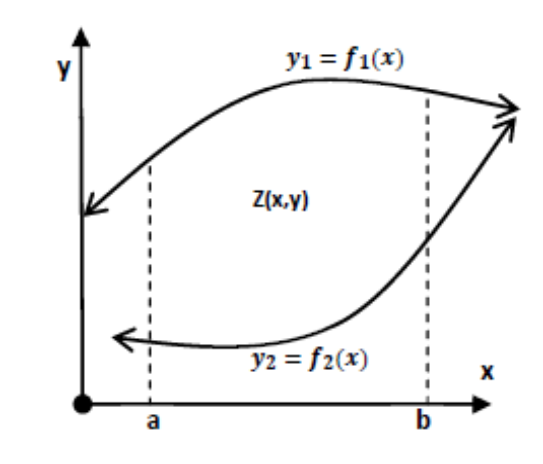 y₁ = f₁(x)
y
Z(x,y)
y₂ = f₂(x)
x
a
b